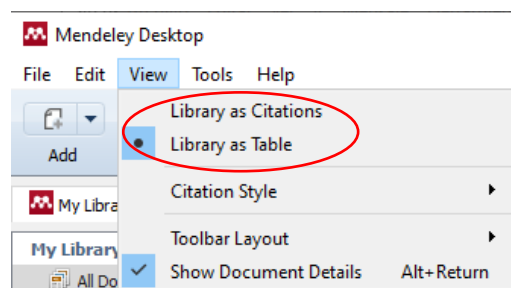 Mendeley Desktop
File Edit View Tools Help
Library as Citations
Library as Table
Add
Citation Style
My Libra
Toolbar Layout
My Library
Show Document Details Alt+Return
All Do